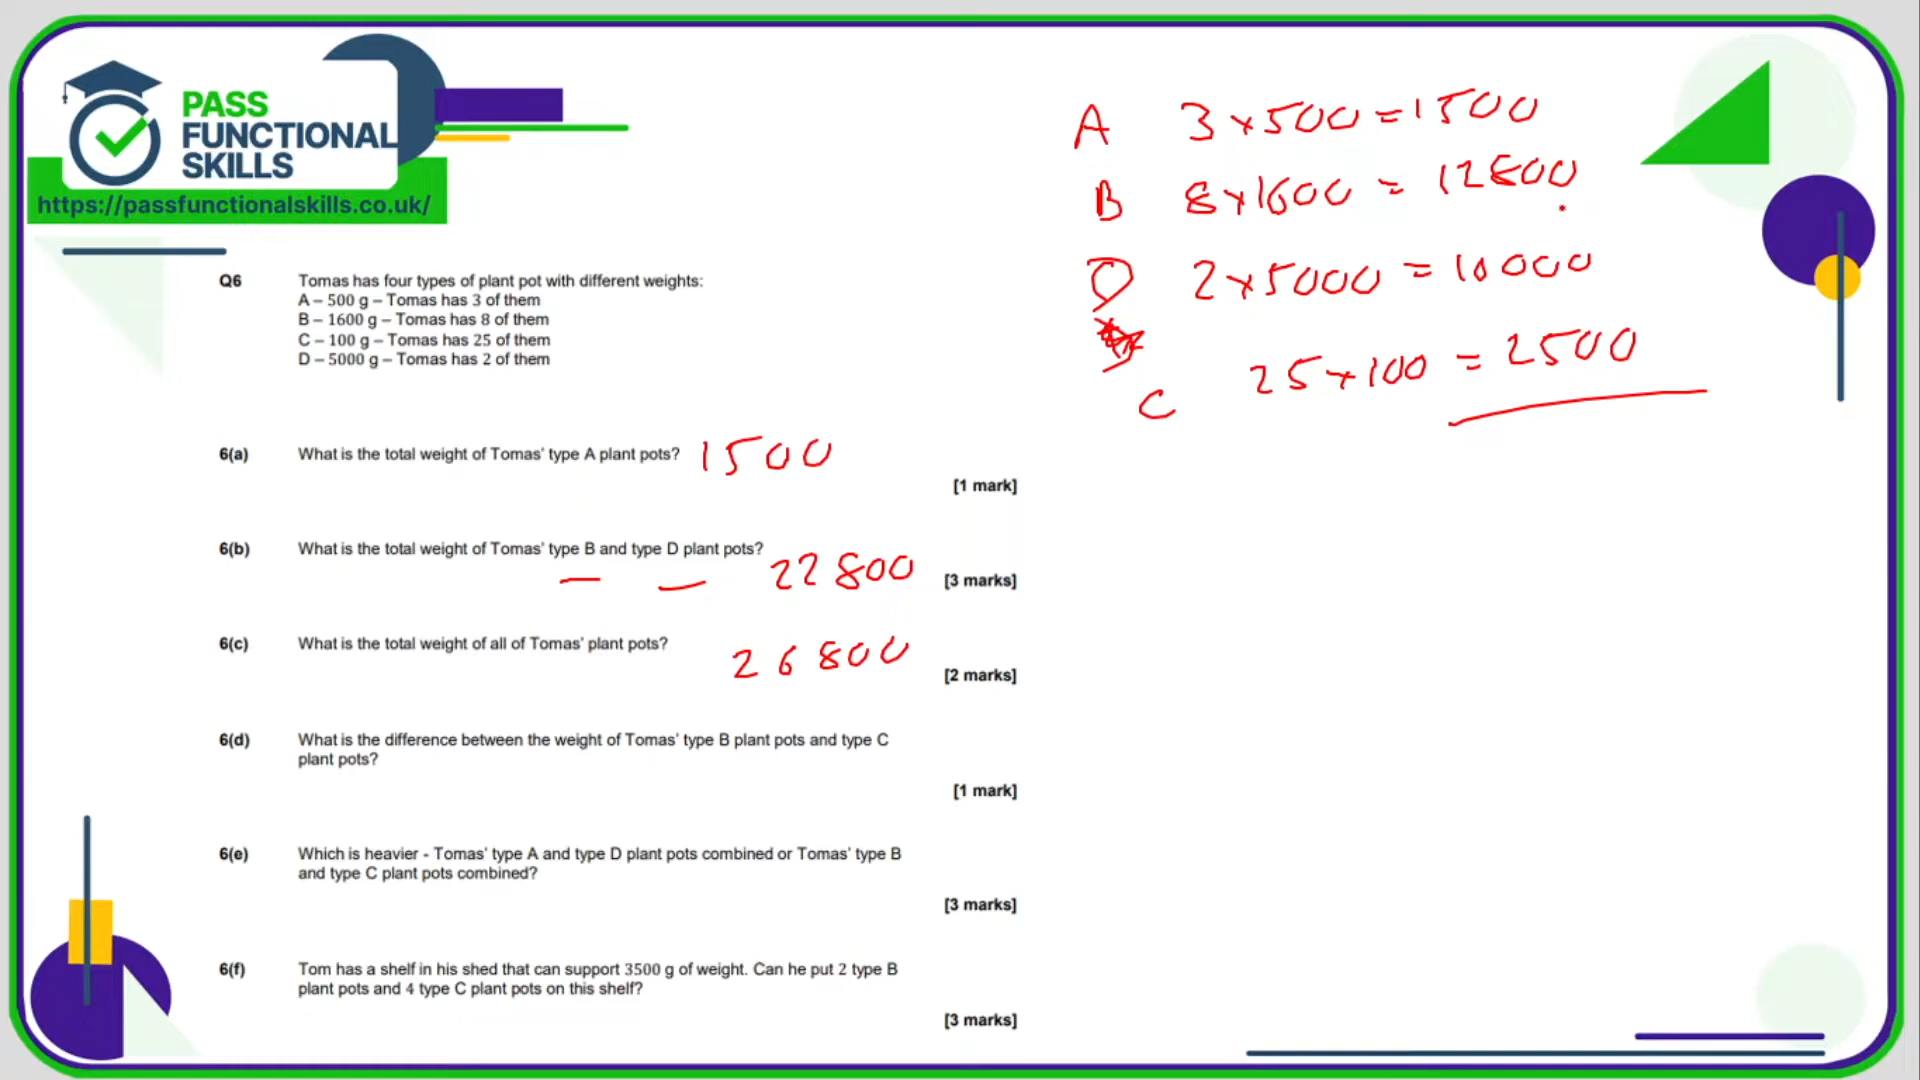 PASS
FUNCTIONAL
SKILLS
https://passfunctionalskills.co.uk/
A 3×500=1500
B 8×1600 = 12800
D 2×5000 = 10000
C 25×100 = 2500
Q6 Tomas has four types of plant pot with different weights:
A – 500 g – Tomas has 3 of them
B – 1600 g – Tomas has 8 of them
C – 100 g – Tomas has 25 of them
D – 5000 g – Tomas has 2 of them
6(a) What is the total weight of Tomas' type A plant pots? 1500
[1 mark]
6(b) What is the total weight of Tomas' type B and type D plant pots? 22800
[3 marks]
6(c) What is the total weight of all of Tomas' plant pots? 26800
[2 marks]
6(d) What is the difference between the weight of Tomas' type B plant pots and type C
plant pots?
[1 mark]
6(e) Which is heavier - Tomas' type A and type D plant pots combined or Tomas' type B
and type C plant pots combined?
[3 marks]
6(f) Tom has a shelf in his shed that can support 3500 g of weight. Can he put 2 type B
plant pots and 4 type C plant pots on this shelf?
[3 marks]